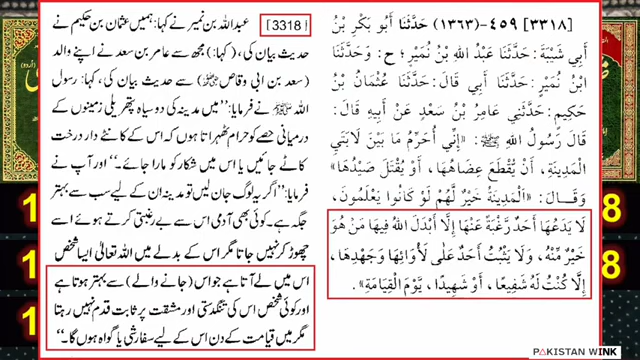 [3318] ٤٥٩-(١٣٦٣) حَدَّثَنَا أَبُو بَكْرِ بْنُ
أَبِي شَيْبَةَ: حَدَّثَنَا عَبْدُ اللهِ بْنُ نُمَيْرٍ؛ ح: وَحَدَّثَنَا
ابْنُ نُمَيْرٍ: حَدَّثَنَا أَبِي قَالَ: حَدَّثَنَا عُثْمَانُ بْنُ
حَكِيمٍ: حَدَّثَنِي عَامِرُ بْنُ سَعْدٍ عَنْ أَبِيهِ قَالَ:
قَالَ رَسُولُ اللهِ ﷺ: «إِنِّي أُحَرِّمُ مَا بَيْنَ لَابَتَيِ
الْمَدِينَةِ، أَنْ يُقْطَعَ عِضَاهُهَا، أَوْ يُقْتَلَ صَيْدُهَا»
وَقَالَ: «الْمَدِينَةُ خَيْرٌ لَّهُمْ لَوْ كَانُوا يَعْلَمُونَ،
لَا يَدَعُهَا أَحَدٌ رَّغْبَةً عَنْهَا إِلَّا أَبْدَلَ اللهُ فِيهَا مَنْ هُوَ
خَيْرٌ مِّنْهُ، وَلَا يَثْبُتُ أَحَدٌ عَلَى لَأْوَائِهَا وَجَهْدِهَا،
إِلَّا كُنْتُ لَهُ شَفِيعًا، أَوْ شَهِيدًا، يَوْمَ الْقِيَامَةِ».
[3318] عبداللہ بن نمیر نے کہا: ہمیں عثمان بن حکیم نے
حدیث بیان کی، (کہا:) مجھ سے عامر بن سعد نے اپنے والد
(سعد بن ابی وقاص) سے حدیث بیان کی، کہا: رسول
اللہ ﷺ نے فرمایا: ”میں مدینہ کی دو سیاہ پتھریلی زمینوں کے
درمیانی حصے کو حرام ٹھہراتا ہوں کہ اس کے کانٹے دار درخت
کاٹے جائیں یا اس میں شکار کو مارا جائے۔“ اور آپ نے
فرمایا: ”اگر یہ لوگ جان لیں تو مدینہ ان کے لیے سب سے بہتر
جگہ ہے۔ کوئی بھی آدمی اس سے بے رغبتی کرتے ہوئے اسے
چھوڑ کر نہیں جاتا مگر اس کے بدلے میں اللہ تعالیٰ ایسا شخص
اس میں لے آتا ہے جو اس (جانے والے) سے بہتر ہوتا ہے
اور کوئی شخص اس کی تنگدستی اور مشقت پر ثابت قدم نہیں رہتا
مگر میں قیامت کے دن اس کے لیے سفارشی یا گواہ ہوں گا۔“
PAKISTAN WINK